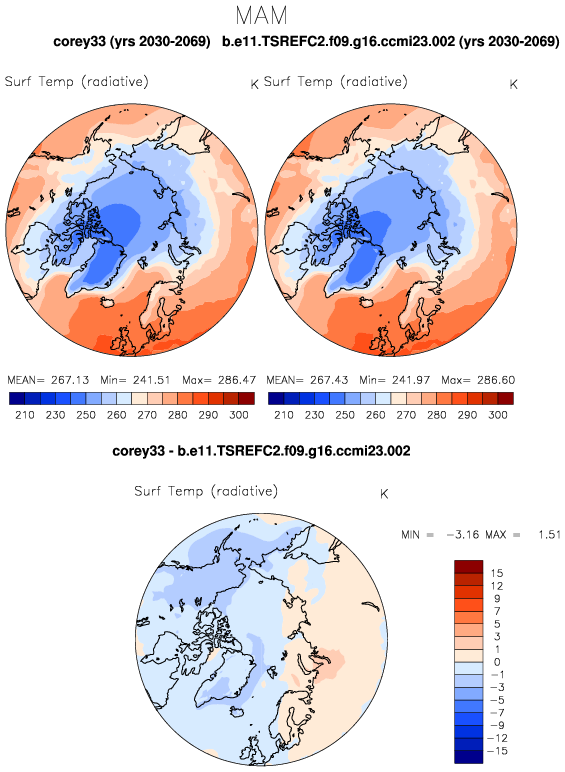 MAM
corey33 (yrs 2030-2069) b.e11.TSREFC2.f09.g16.ccmi23.002 (yrs 2030-2069)
Surf Temp (radiative) K Surf Temp (radiative) K
MEAN= 267.13 Min= 241.51 Max= 286.47 MEAN= 267.43 Min= 241.97 Max= 286.60
210 230 250 260 270 280 290 300 210 230 250 260 270 280 290 300
corey33 - b.e11.TSREFC2.f09.g16.ccmi23.002
Surf Temp (radiative) K
MIN = -3.16 MAX = 1.51
15
12
9
7
5
3
1
0
-1
-3
-5
-7
-9
-12
-15